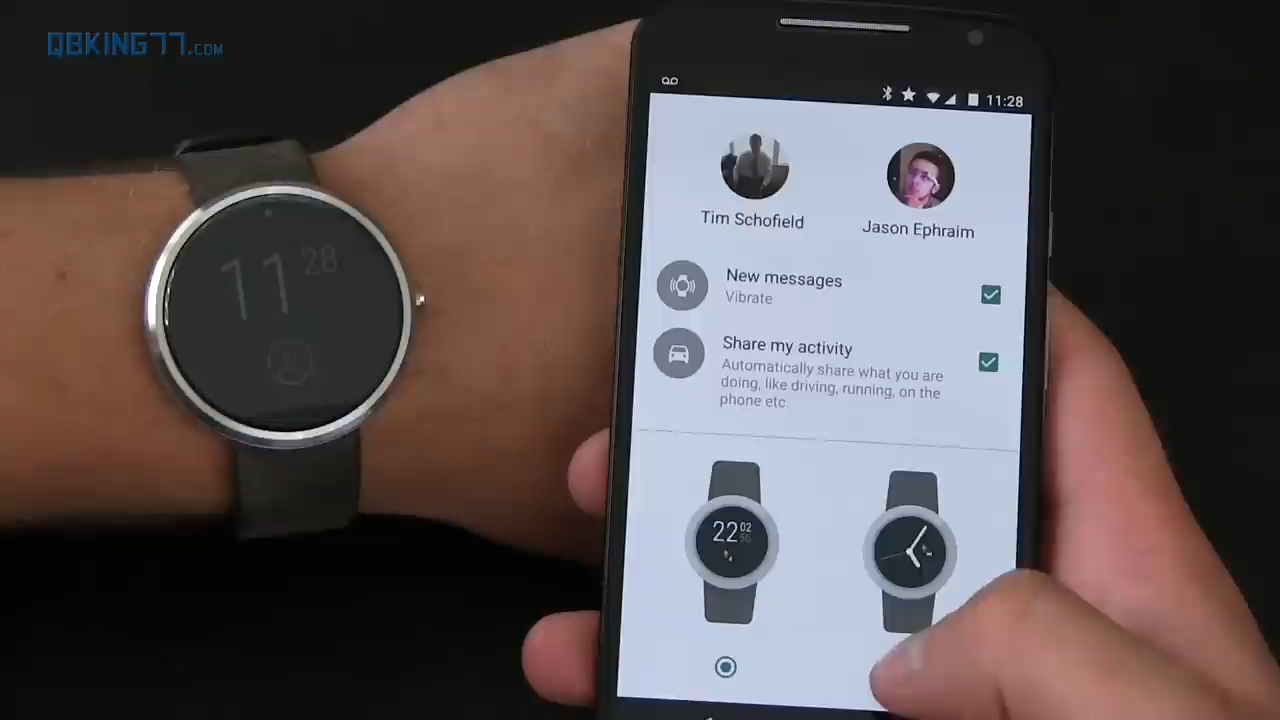 QBKING77.COM
11:28
Tim Schofield
Jason Ephraim
New messages
Vibrate
Share my activity
Automatically share what you are
doing, like driving, running, on the
phone etc.
11 28
22 02